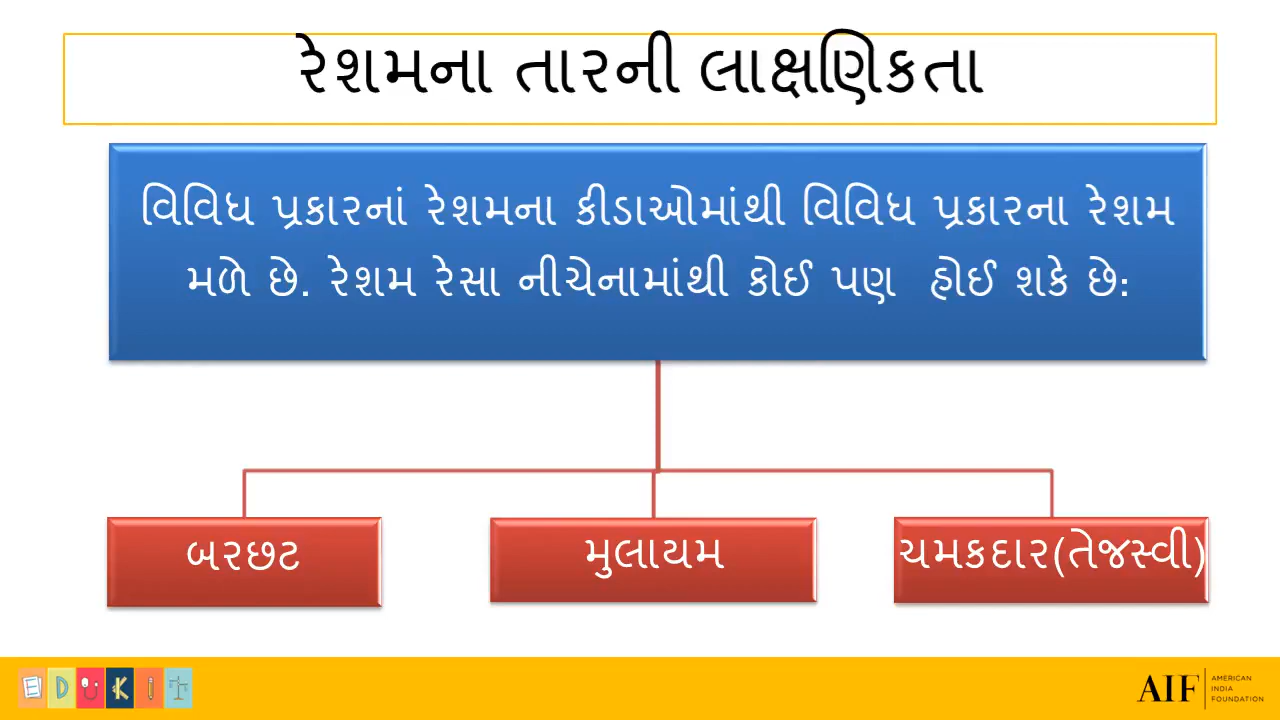 રેશમના તારની લાક્ષણિકતા
વિવિધ પ્રકારનાં રેશમના કીડાઓમાંથી વિવિધ પ્રકારના રેશમ
મળે છે. રેશમ રેસા નીચેનામાંથી કોઈ પણ હોઈ શકે છે:
બરછટ
મુલાયમ
ચમકદાર(તેજસ્વી)
EDUKIT
AIF
AMERICAN
INDIA
FOUNDATION